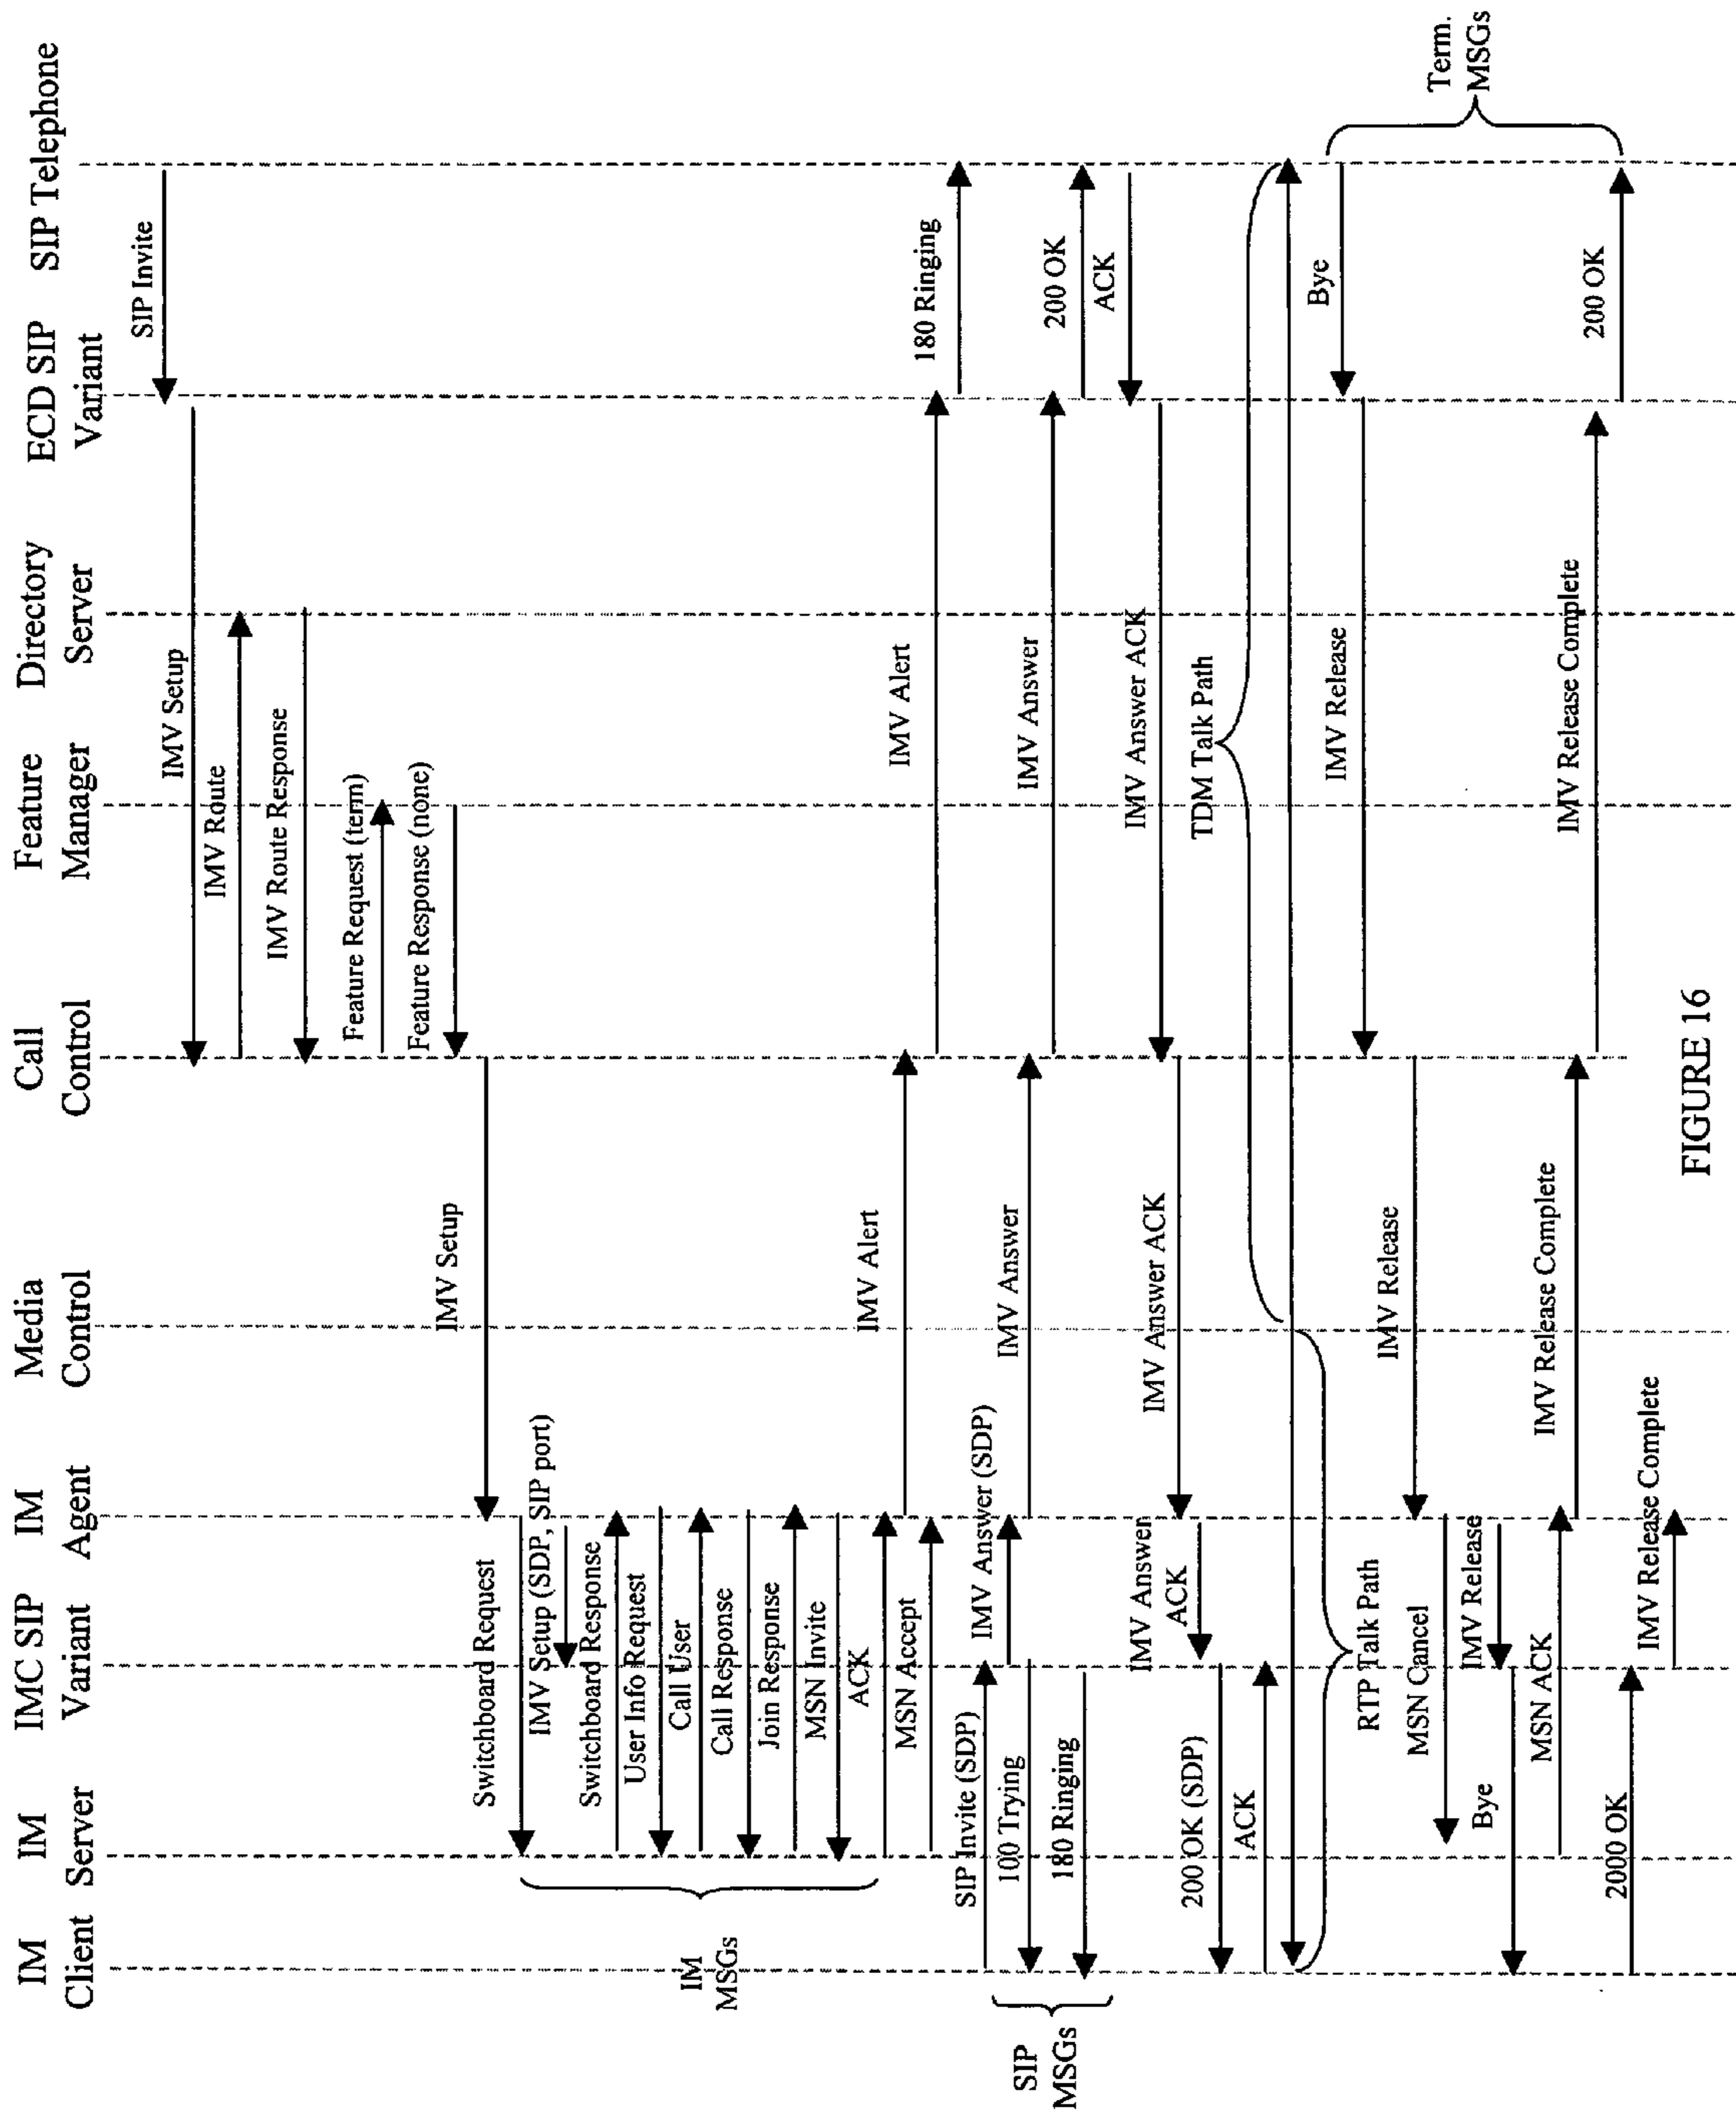 IM
Client
IM
Server
IMC SIP
Variant
IM
Agent
Media
Control
Call
Control
Feature
Manager
Directory
Server
ECD SIP
Variant
SIP Telephone
SIP Invite
IMV Setup
IMV Route
IMV Route Response
Feature Request (term)
Feature Response (none)
IMV Setup
Switchboard Request
IMV Setup (SDP, SIP port)
Switchboard Response
User Info Request
Call User
Call Response
Join Response
MSN Invite
ACK
MSN Accept
IM
MSGs
IMV Alert
IMV Alert
180 Ringing
SIP Invite (SDP)
IMV Answer (SDP)
100 Trying
IMV Answer
IMV Answer
180 Ringing
200 OK
ACK
SIP
MSGs
IMV Answer ACK
IMV Answer ACK
IMV Answer
ACK
200 OK (SDP)
ACK
TDM Talk Path
RTP Talk Path
Bye
IMV Release
IMV Release
MSN Cancel
IMV Release
Bye
MSN ACK
IMV Release Complete
IMV Release Complete
200 OK
2000 OK
IMV Release Complete
Term.
MSGs
FIGURE 16